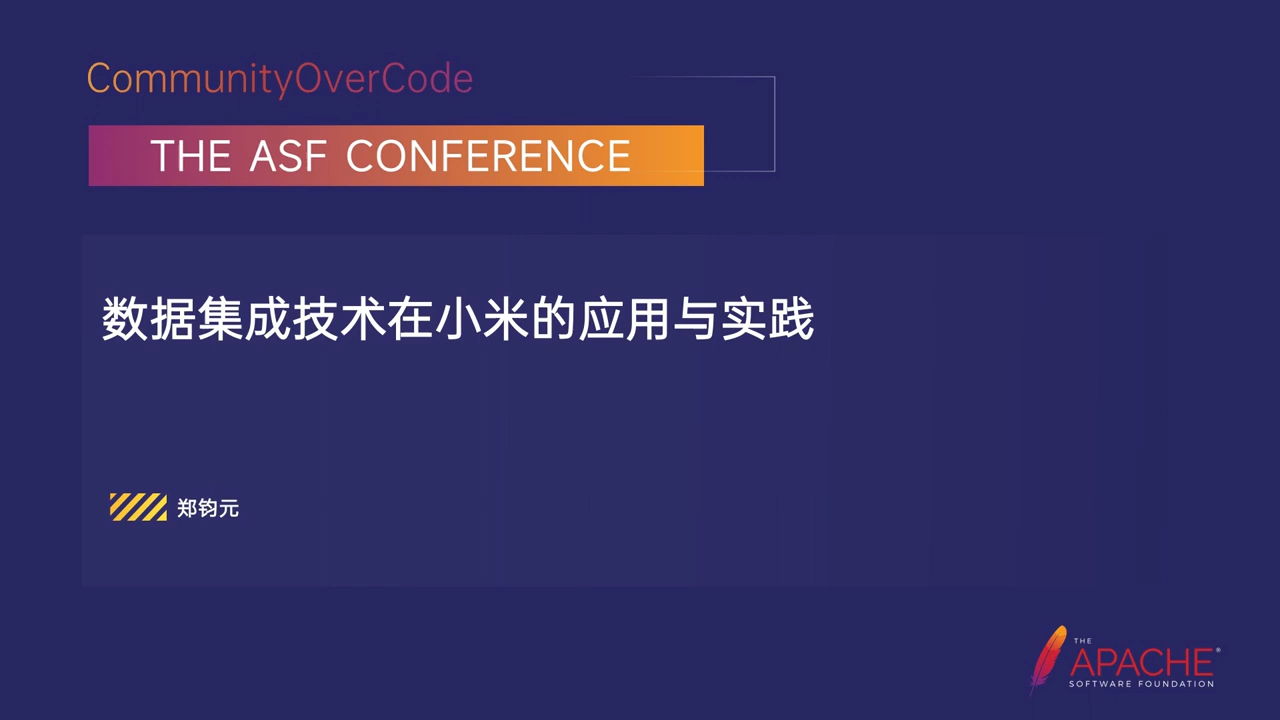 CommunityOverCode
THE ASF CONFERENCE
数据集成技术在小米的应用与实践
郑钧元
THE
APACHE®
SOFTWARE FOUNDATION